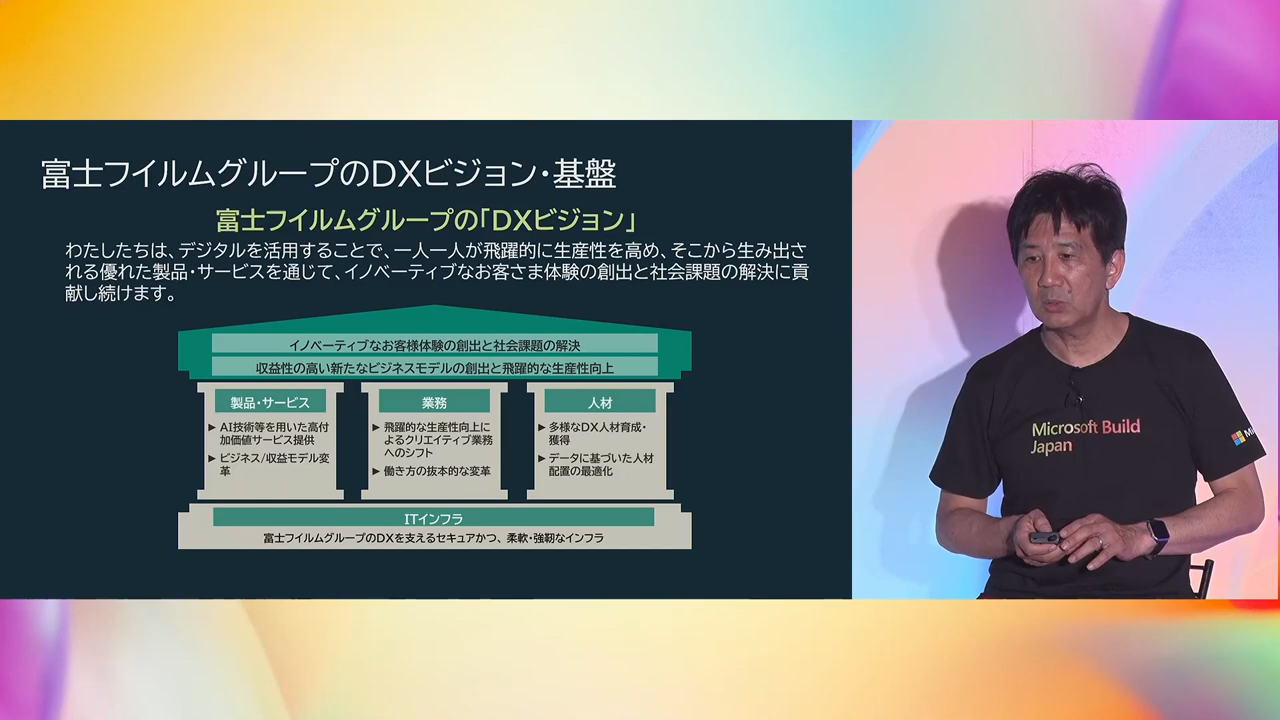 富士フイルムグループのDXビジョン・基盤
富士フイルムグループの「DXビジョン」
わたしたちは、デジタルを活用することで、一人一人が飛躍的に生産性を高め、そこから生み出さ
れる優れた製品・サービスを通じて、イノベーティブなお客さま体験の創出と社会課題の解決に貢
献し続けます。
イノベーティブなお客様体験の創出と社会課題の解決
収益性の高い新たなビジネスモデルの創出と飛躍的な生産性向上
製品・サービス
▶ AI技術等を用いた高付
加価値サービス提供
▶ ビジネス/収益モデル変
革
業務
▶ 飛躍的な生産性向上に
よるクリエイティブ業務
へのシフト
▶ 働き方の抜本的な変革
人材
▶ 多様なDX人材育成・
獲得
▶ データに基づいた人材
配置の最適化
ITインフラ
富士フイルムグループのDXを支えるセキュアかつ、柔軟・強靭なインフラ
Microsoft Build
Japan